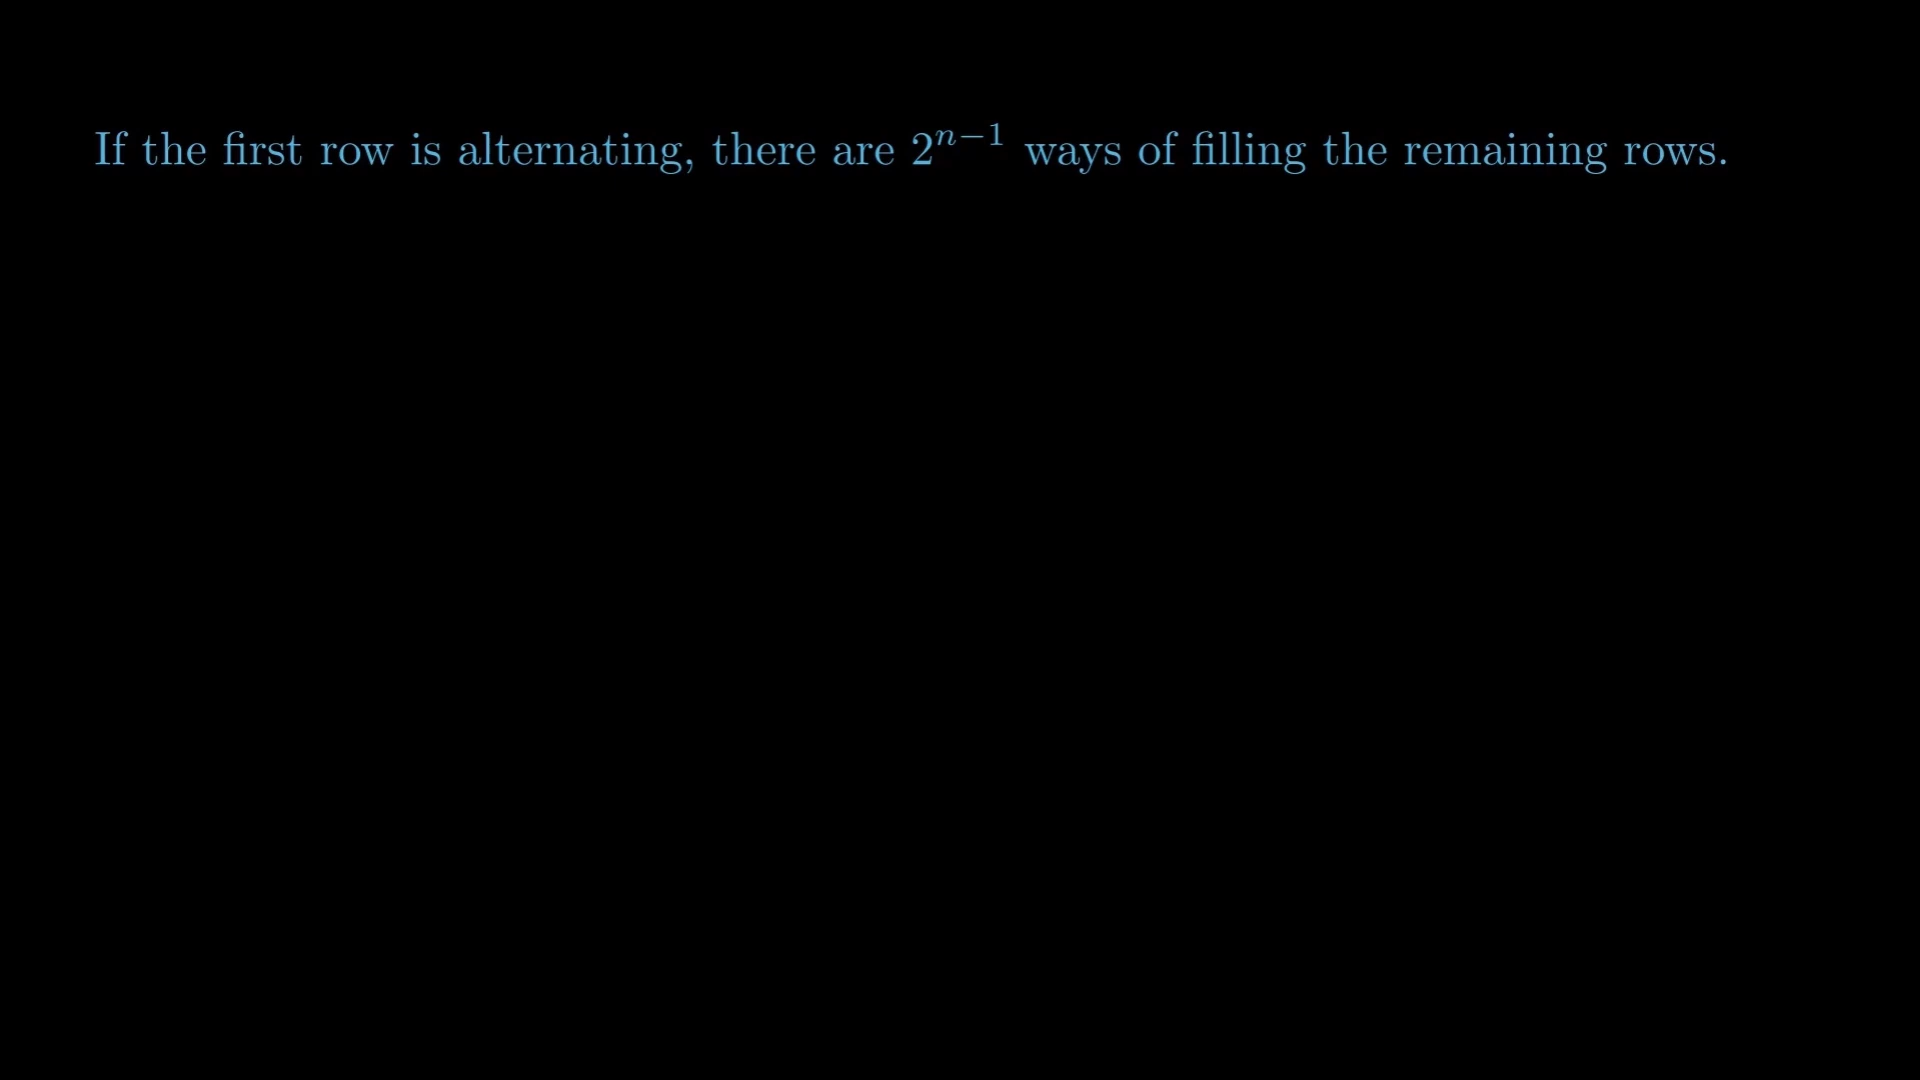 If the first row is alternating, there are $2^{n-1}$ ways of filling the remaining rows.